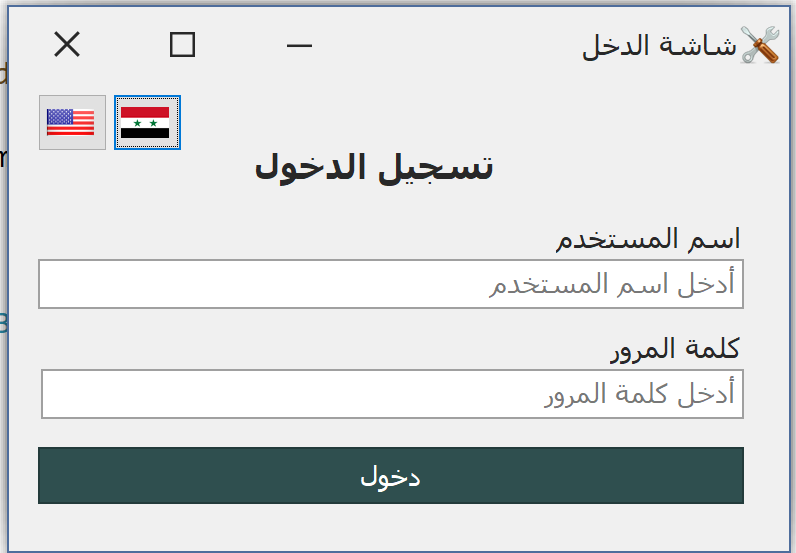 شاشة الدخل
تسجيل الدخول
اسم المستخدم
أدخل اسم المستخدم
كلمة المرور
أدخل كلمة المرور
دخول